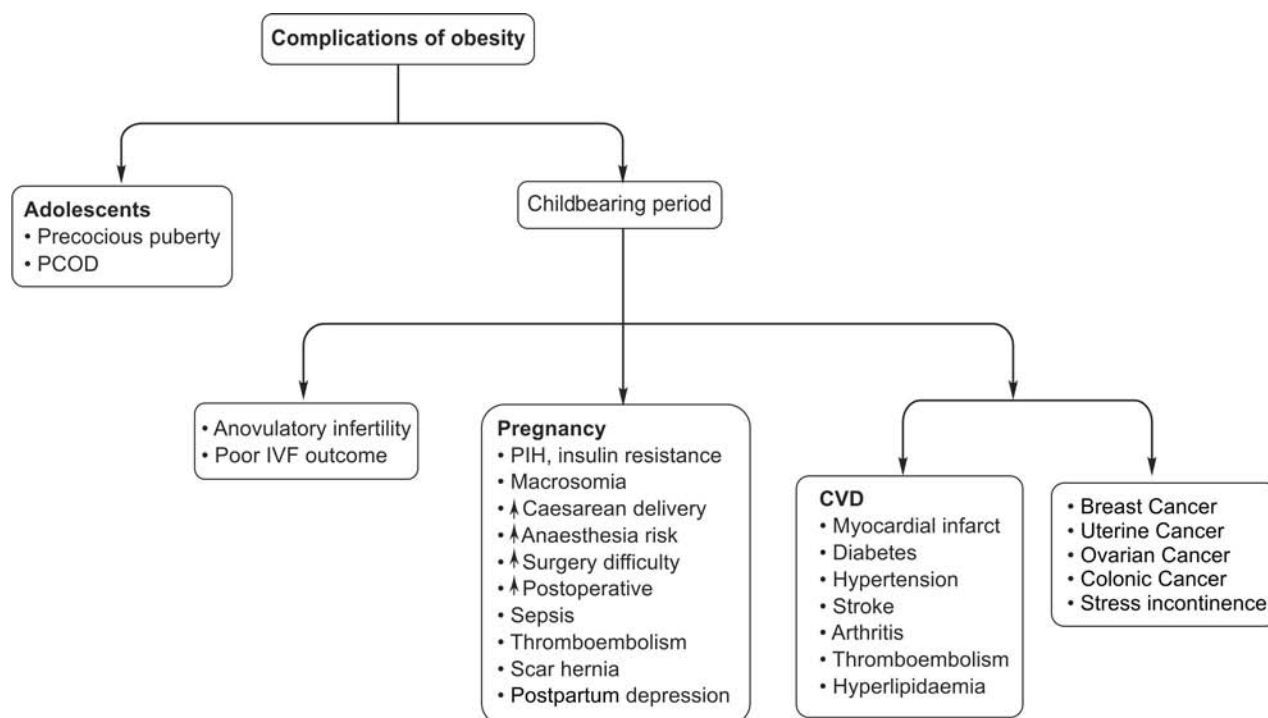 Complications of obesity
Adolescents
• Precocious puberty
• PCOD
Childbearing period
• Anovulatory infertility
• Poor IVF outcome
Pregnancy
• PIH, insulin resistance
• Macrosomia
• ↑Caesarean delivery
• ↑Anaesthesia risk
• ↑Surgery difficulty
• ↑Postoperative
• Sepsis
• Thromboembolism
• Scar hernia
• Postpartum depression
CVD
• Myocardial infarct
• Diabetes
• Hypertension
• Stroke
• Arthritis
• Thromboembolism
• Hyperlipidaemia
• Breast Cancer
• Uterine Cancer
• Ovarian Cancer
• Colonic Cancer
• Stress incontinence